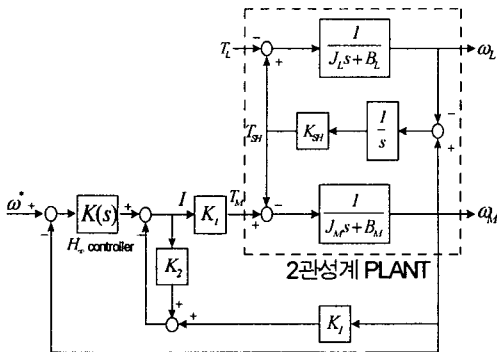 T_L − + 1 / (J_L s + B_L) ω_L
T_SH K_SH 1 / s − +
ω* + − K(s) + − I K_1 T_M + − 1 / (J_M s + B_M) ω_M
H∞ controller
K_2
2관성계 PLANT
+ + K_1